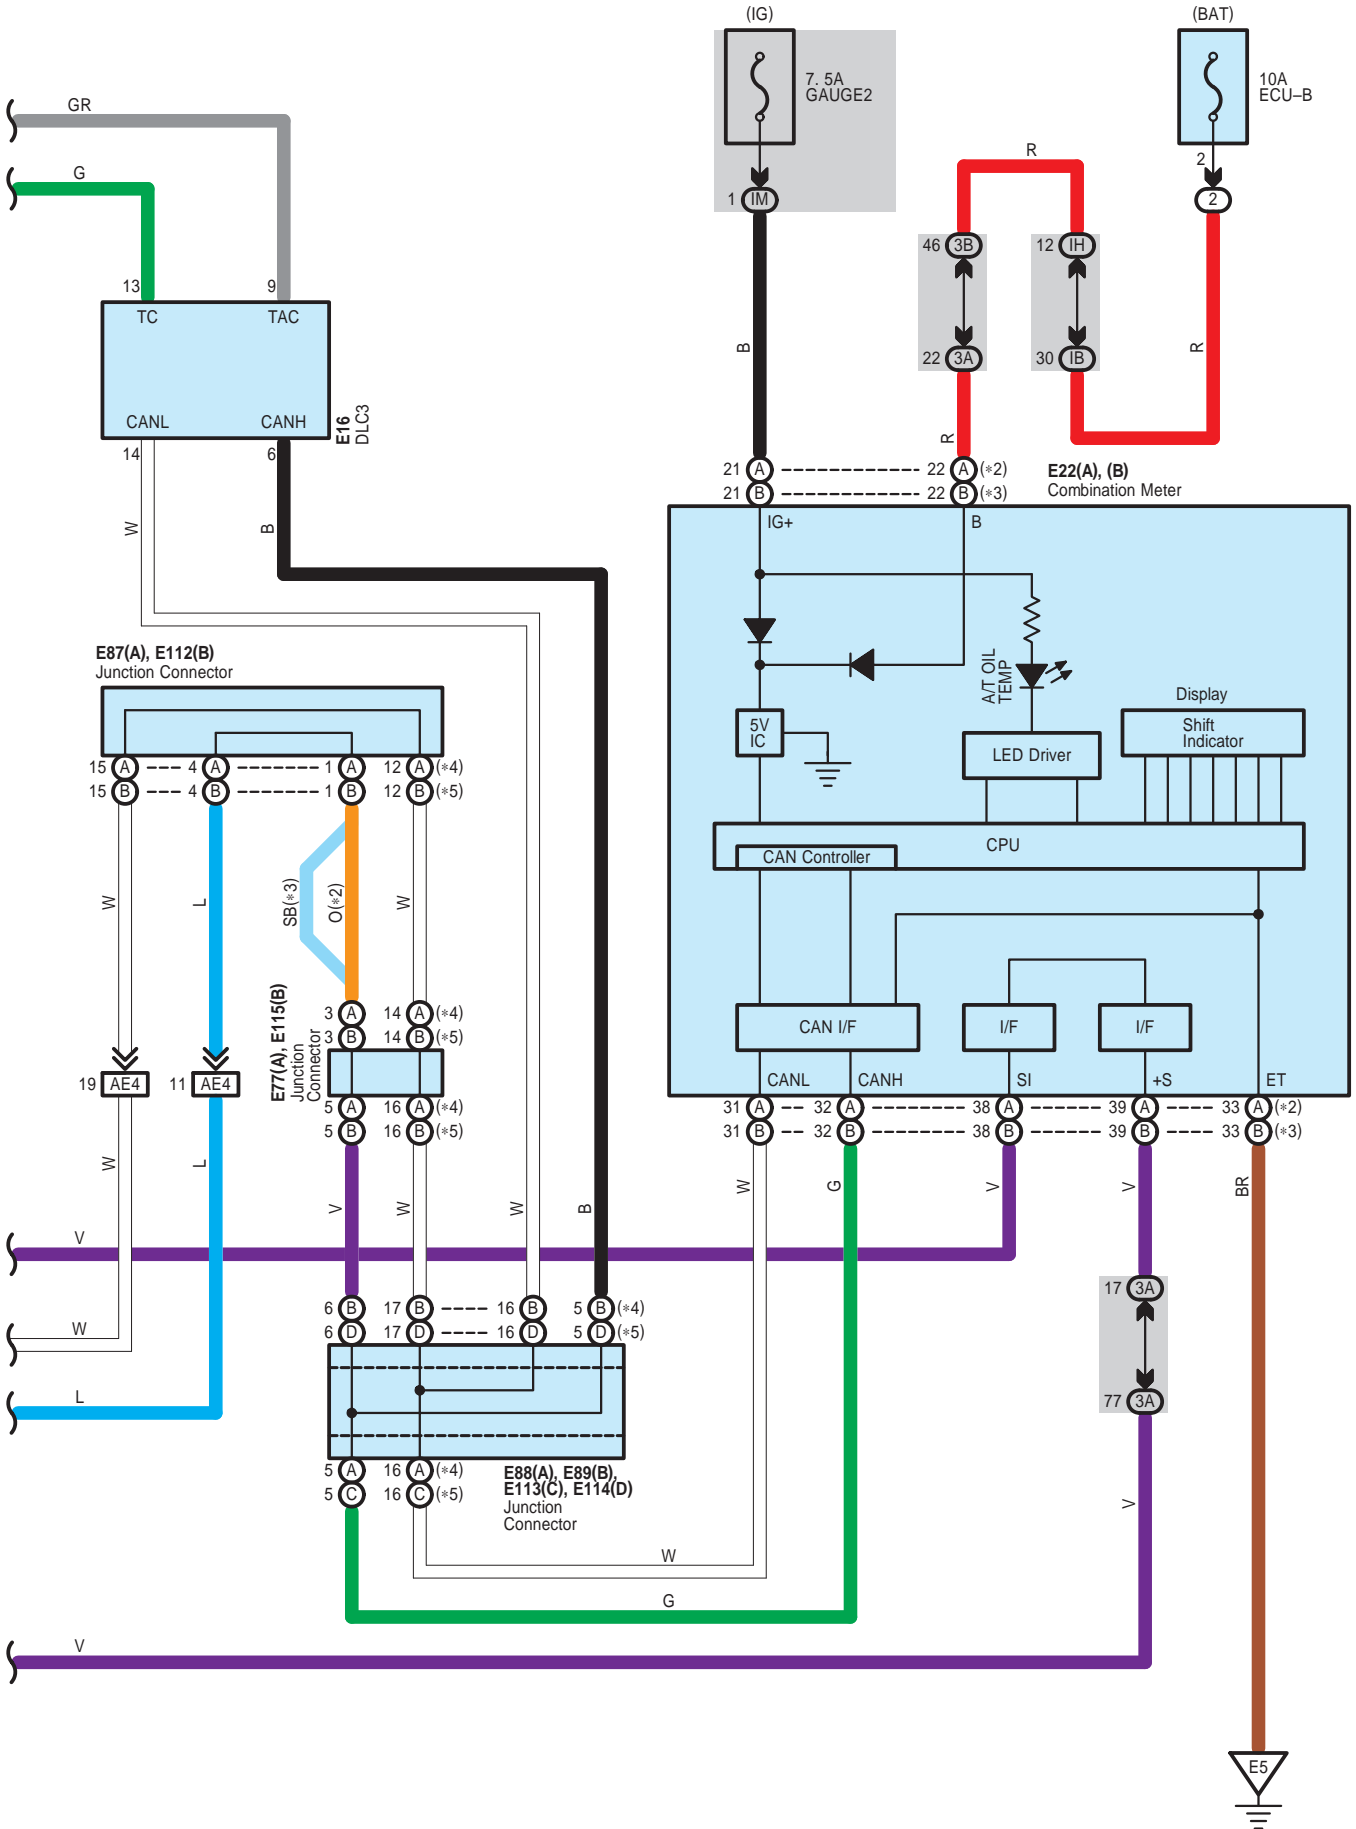 (IG)
(BAT)
7. 5A
GAUGE2
10A
ECU–B
GR
G
R
2
1 IM
2
46 3B
12 IH
13
9
TC
TAC
B
22 3A
30 IB
R
CANL
CANH
E16
DLC3
14
6
R
21 A
22 A (*2)
21 B
22 B (*3)
E22(A), (B)
Combination Meter
W
B
IG+
B
E87(A), E112(B)
Junction Connector
A/T OIL
TEMP
Display
Shift
Indicator
5V
IC
LED Driver
15 A
4 A
1 A
12 A (*4)
15 B
4 B
1 B
12 B (*5)
CPU
CAN Controller
W
L
SB(*3)
O(*2)
W
E77(A), E115(B)
Junction
Connector
3 A
14 A (*4)
3 B
14 B (*5)
CAN I/F
I/F
I/F
19 AE4
11 AE4
CANL
CANH
SI
+S
ET
5 A
16 A (*4)
5 B
16 B (*5)
31 A
32 A
38 A
39 A
33 A (*2)
31 B
32 B
38 B
39 B
33 B (*3)
W
L
V
W
W
B
W
G
V
V
BR
V
17 3A
6 B
17 B
16 B
5 B (*4)
6 D
17 D
16 D
5 D (*5)
W
L
77 3A
5 A
16 A (*4)
5 C
16 C (*5)
E88(A), E89(B),
E113(C), E114(D)
Junction
Connector
V
W
G
V
E5